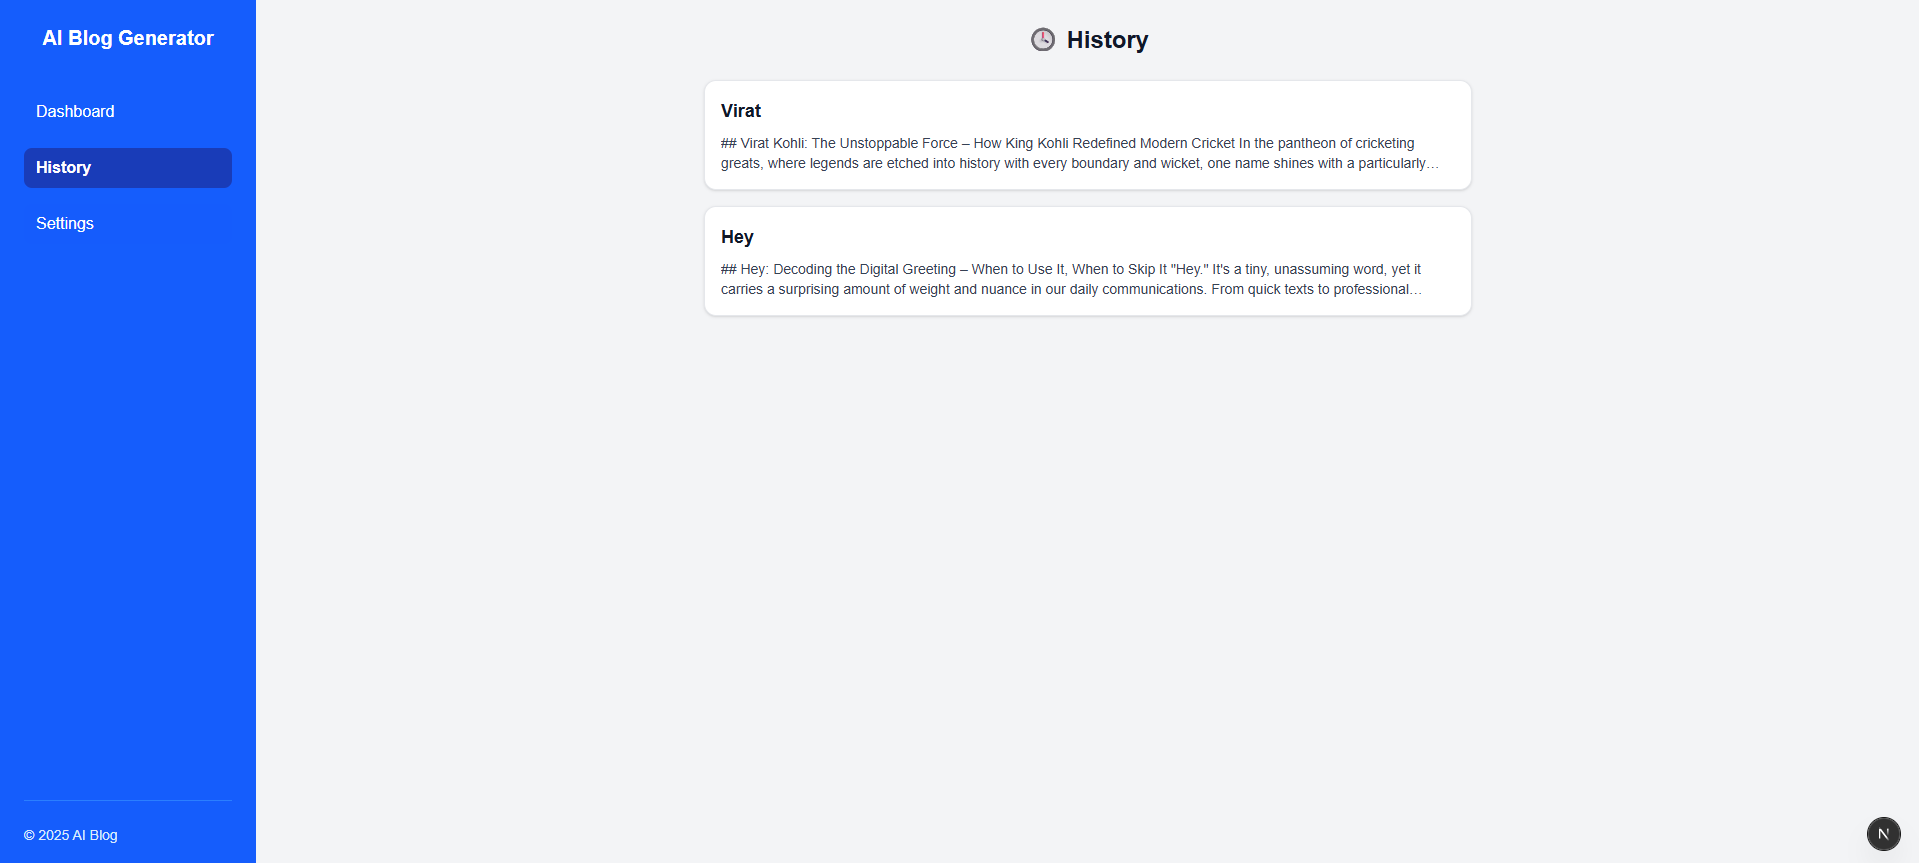 AI Blog Generator
Dashboard
History
Settings
© 2025 AI Blog
History
Virat
## Virat Kohli: The Unstoppable Force – How King Kohli Redefined Modern Cricket In the pantheon of cricketing
greats, where legends are etched into history with every boundary and wicket, one name shines with a particularly…
Hey
## Hey: Decoding the Digital Greeting – When to Use It, When to Skip It "Hey." It's a tiny, unassuming word, yet it
carries a surprising amount of weight and nuance in our daily communications. From quick texts to professional…
N